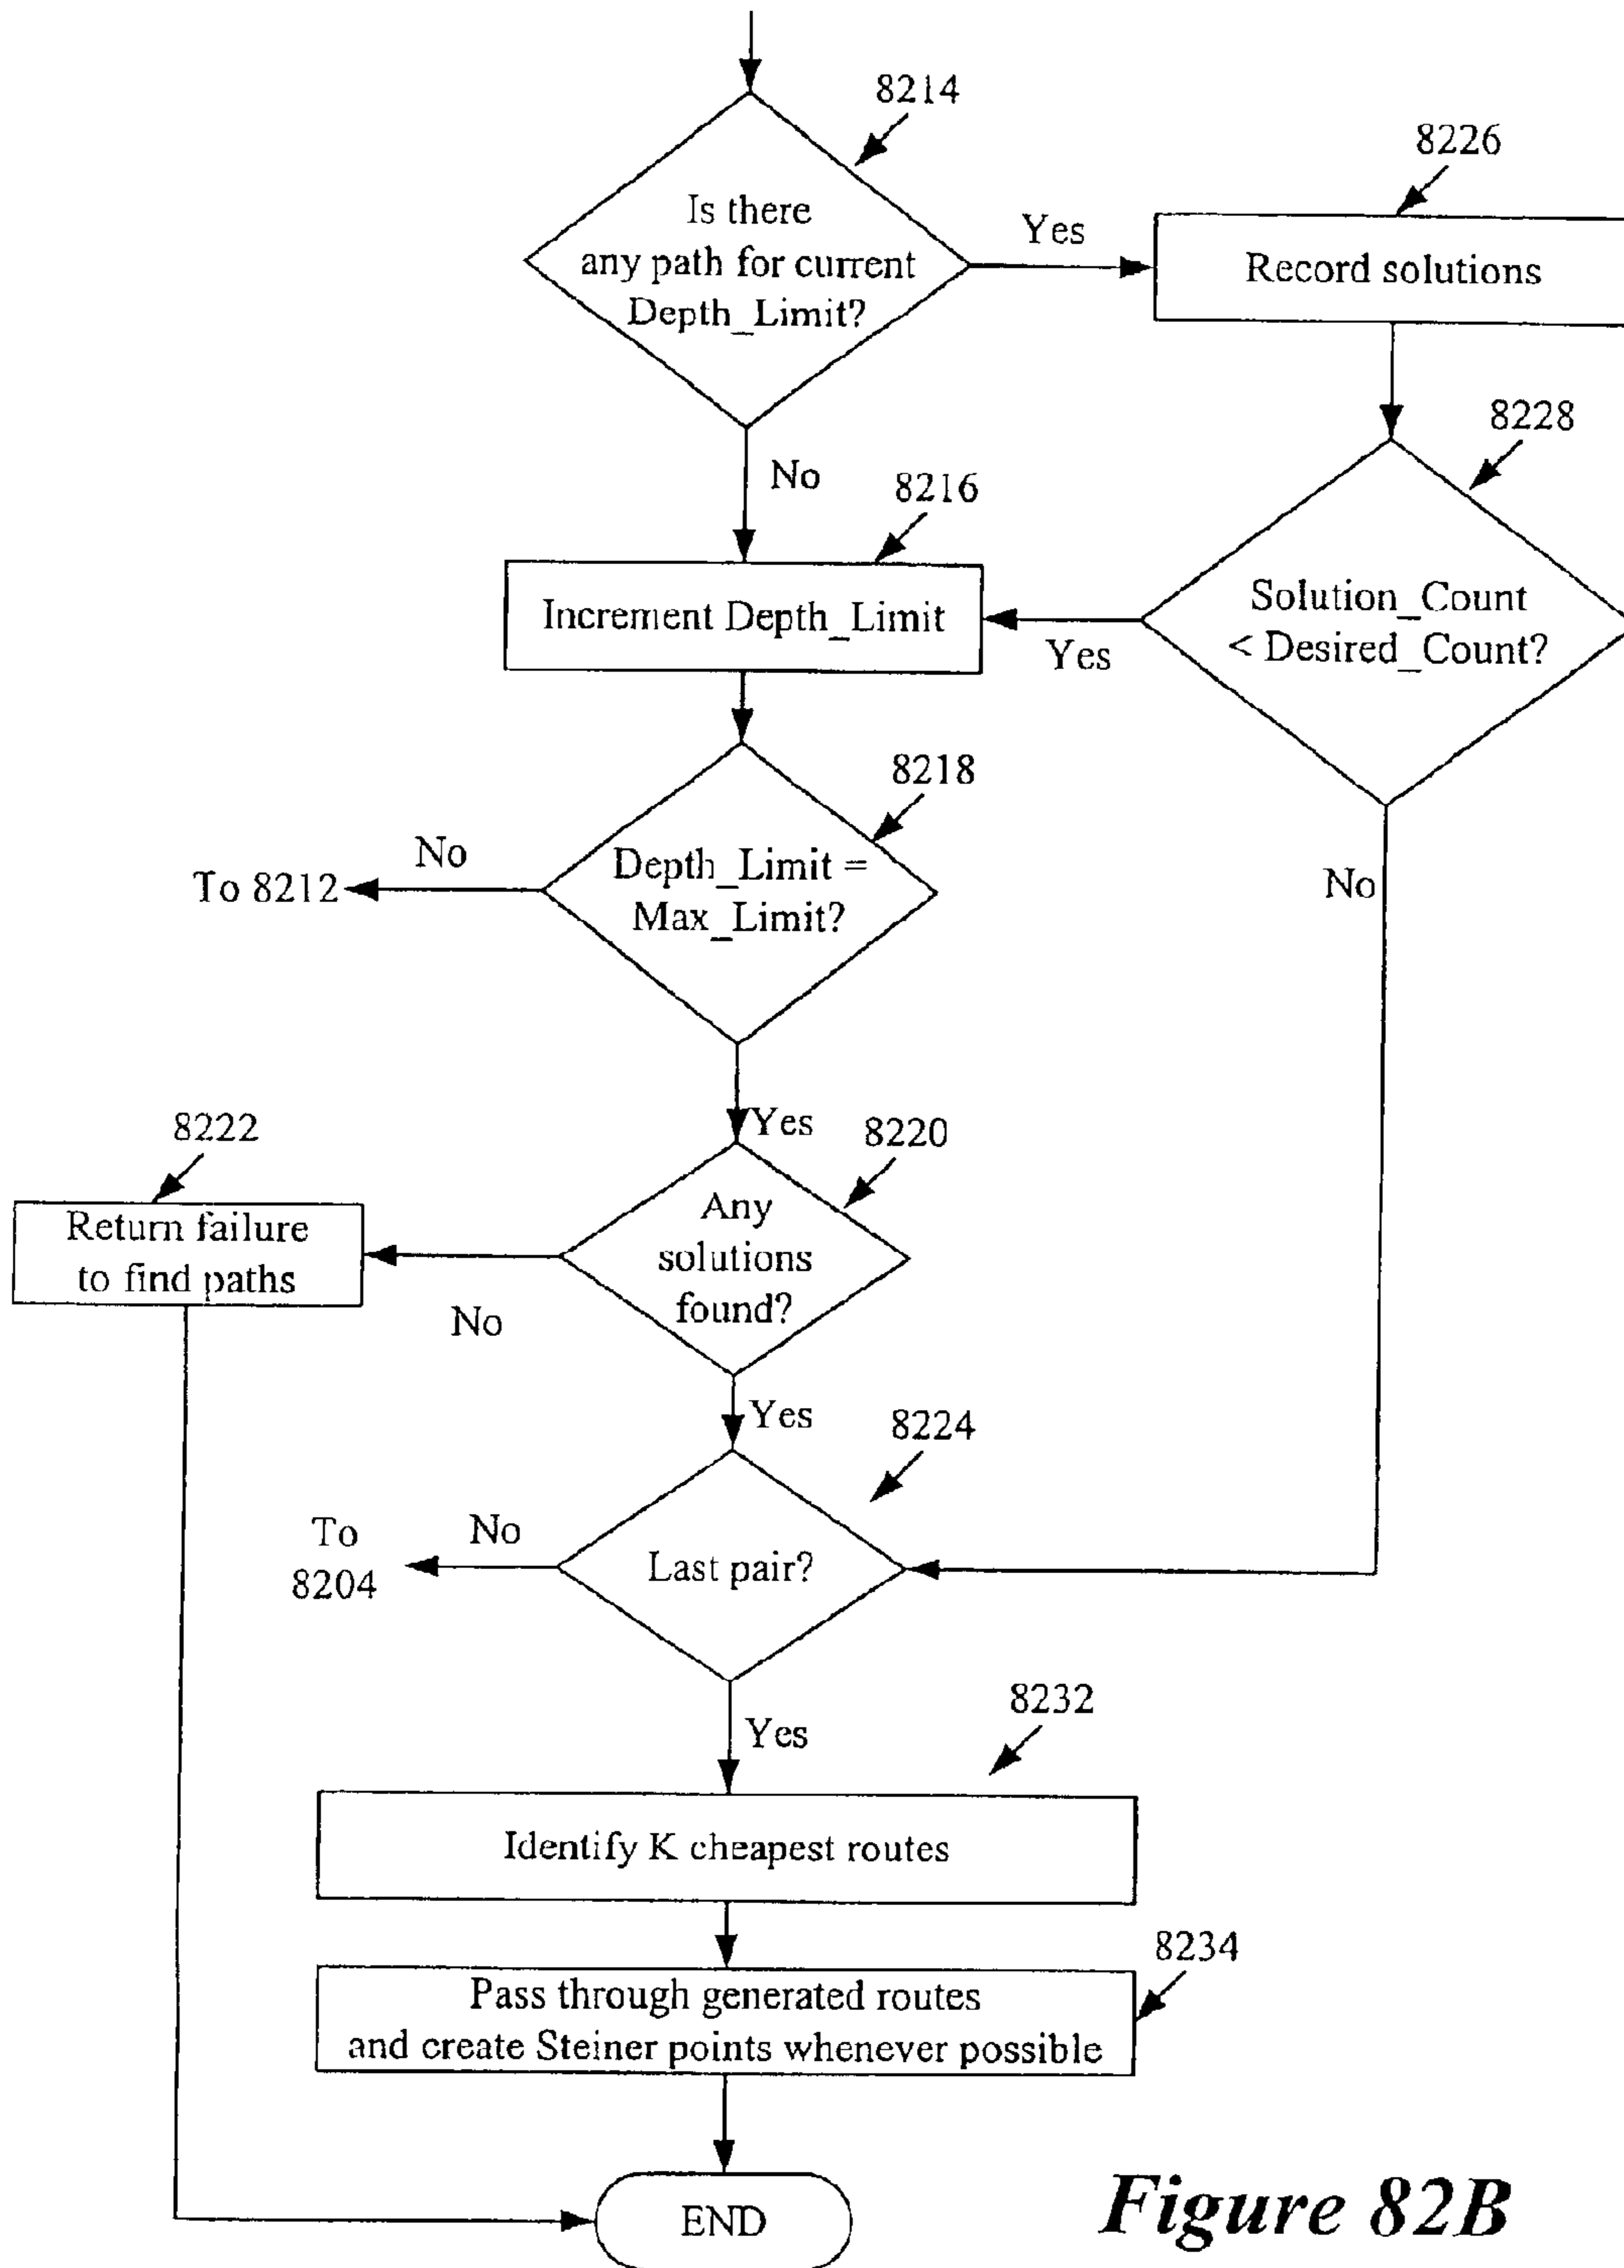 8214
8226
Is there
any path for current
Depth_Limit?
Yes
Record solutions
8228
No
8216
Increment Depth_Limit
Solution_Count
< Desired_Count?
Yes
8218
No
To 8212
Depth_Limit =
Max_Limit?
No
8222
Yes
8220
Return failure
to find paths
Any
solutions
found?
No
Yes
8224
To
8204
No
Last pair?
8232
Yes
Identify K cheapest routes
8234
Pass through generated routes
and create Steiner points whenever possible
END
Figure 82B